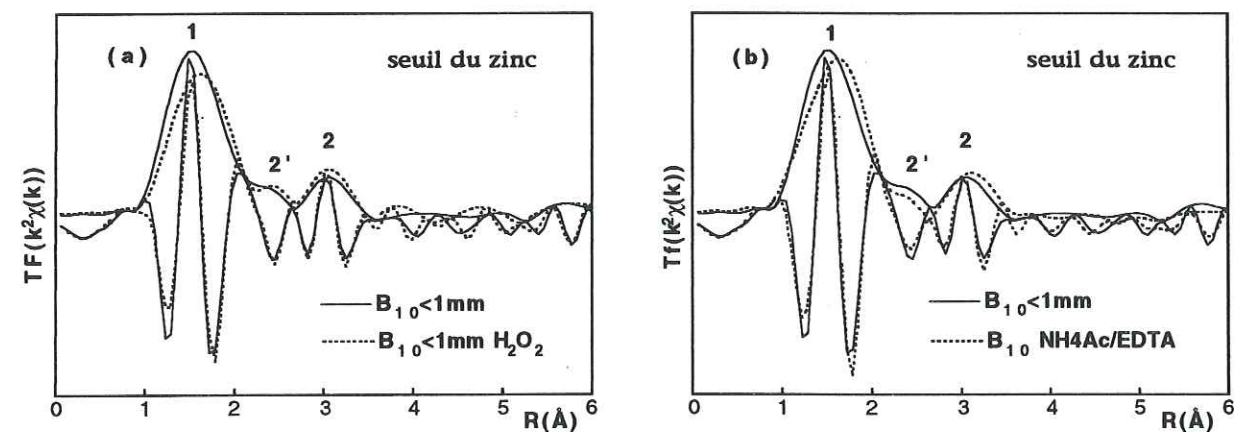 (a)
1
seuil du zinc
2'
2
TF(k²χ(k))
B₁₀<1mm
B₁₀<1mm H₂O₂
0 1 2 3 4 5 6
R(Å)
(b)
1
seuil du zinc
2'
2
Tf(k²χ(k))
B₁₀<1mm
B₁₀ NH4Ac/EDTA
0 1 2 3 4 5 6
R(Å)